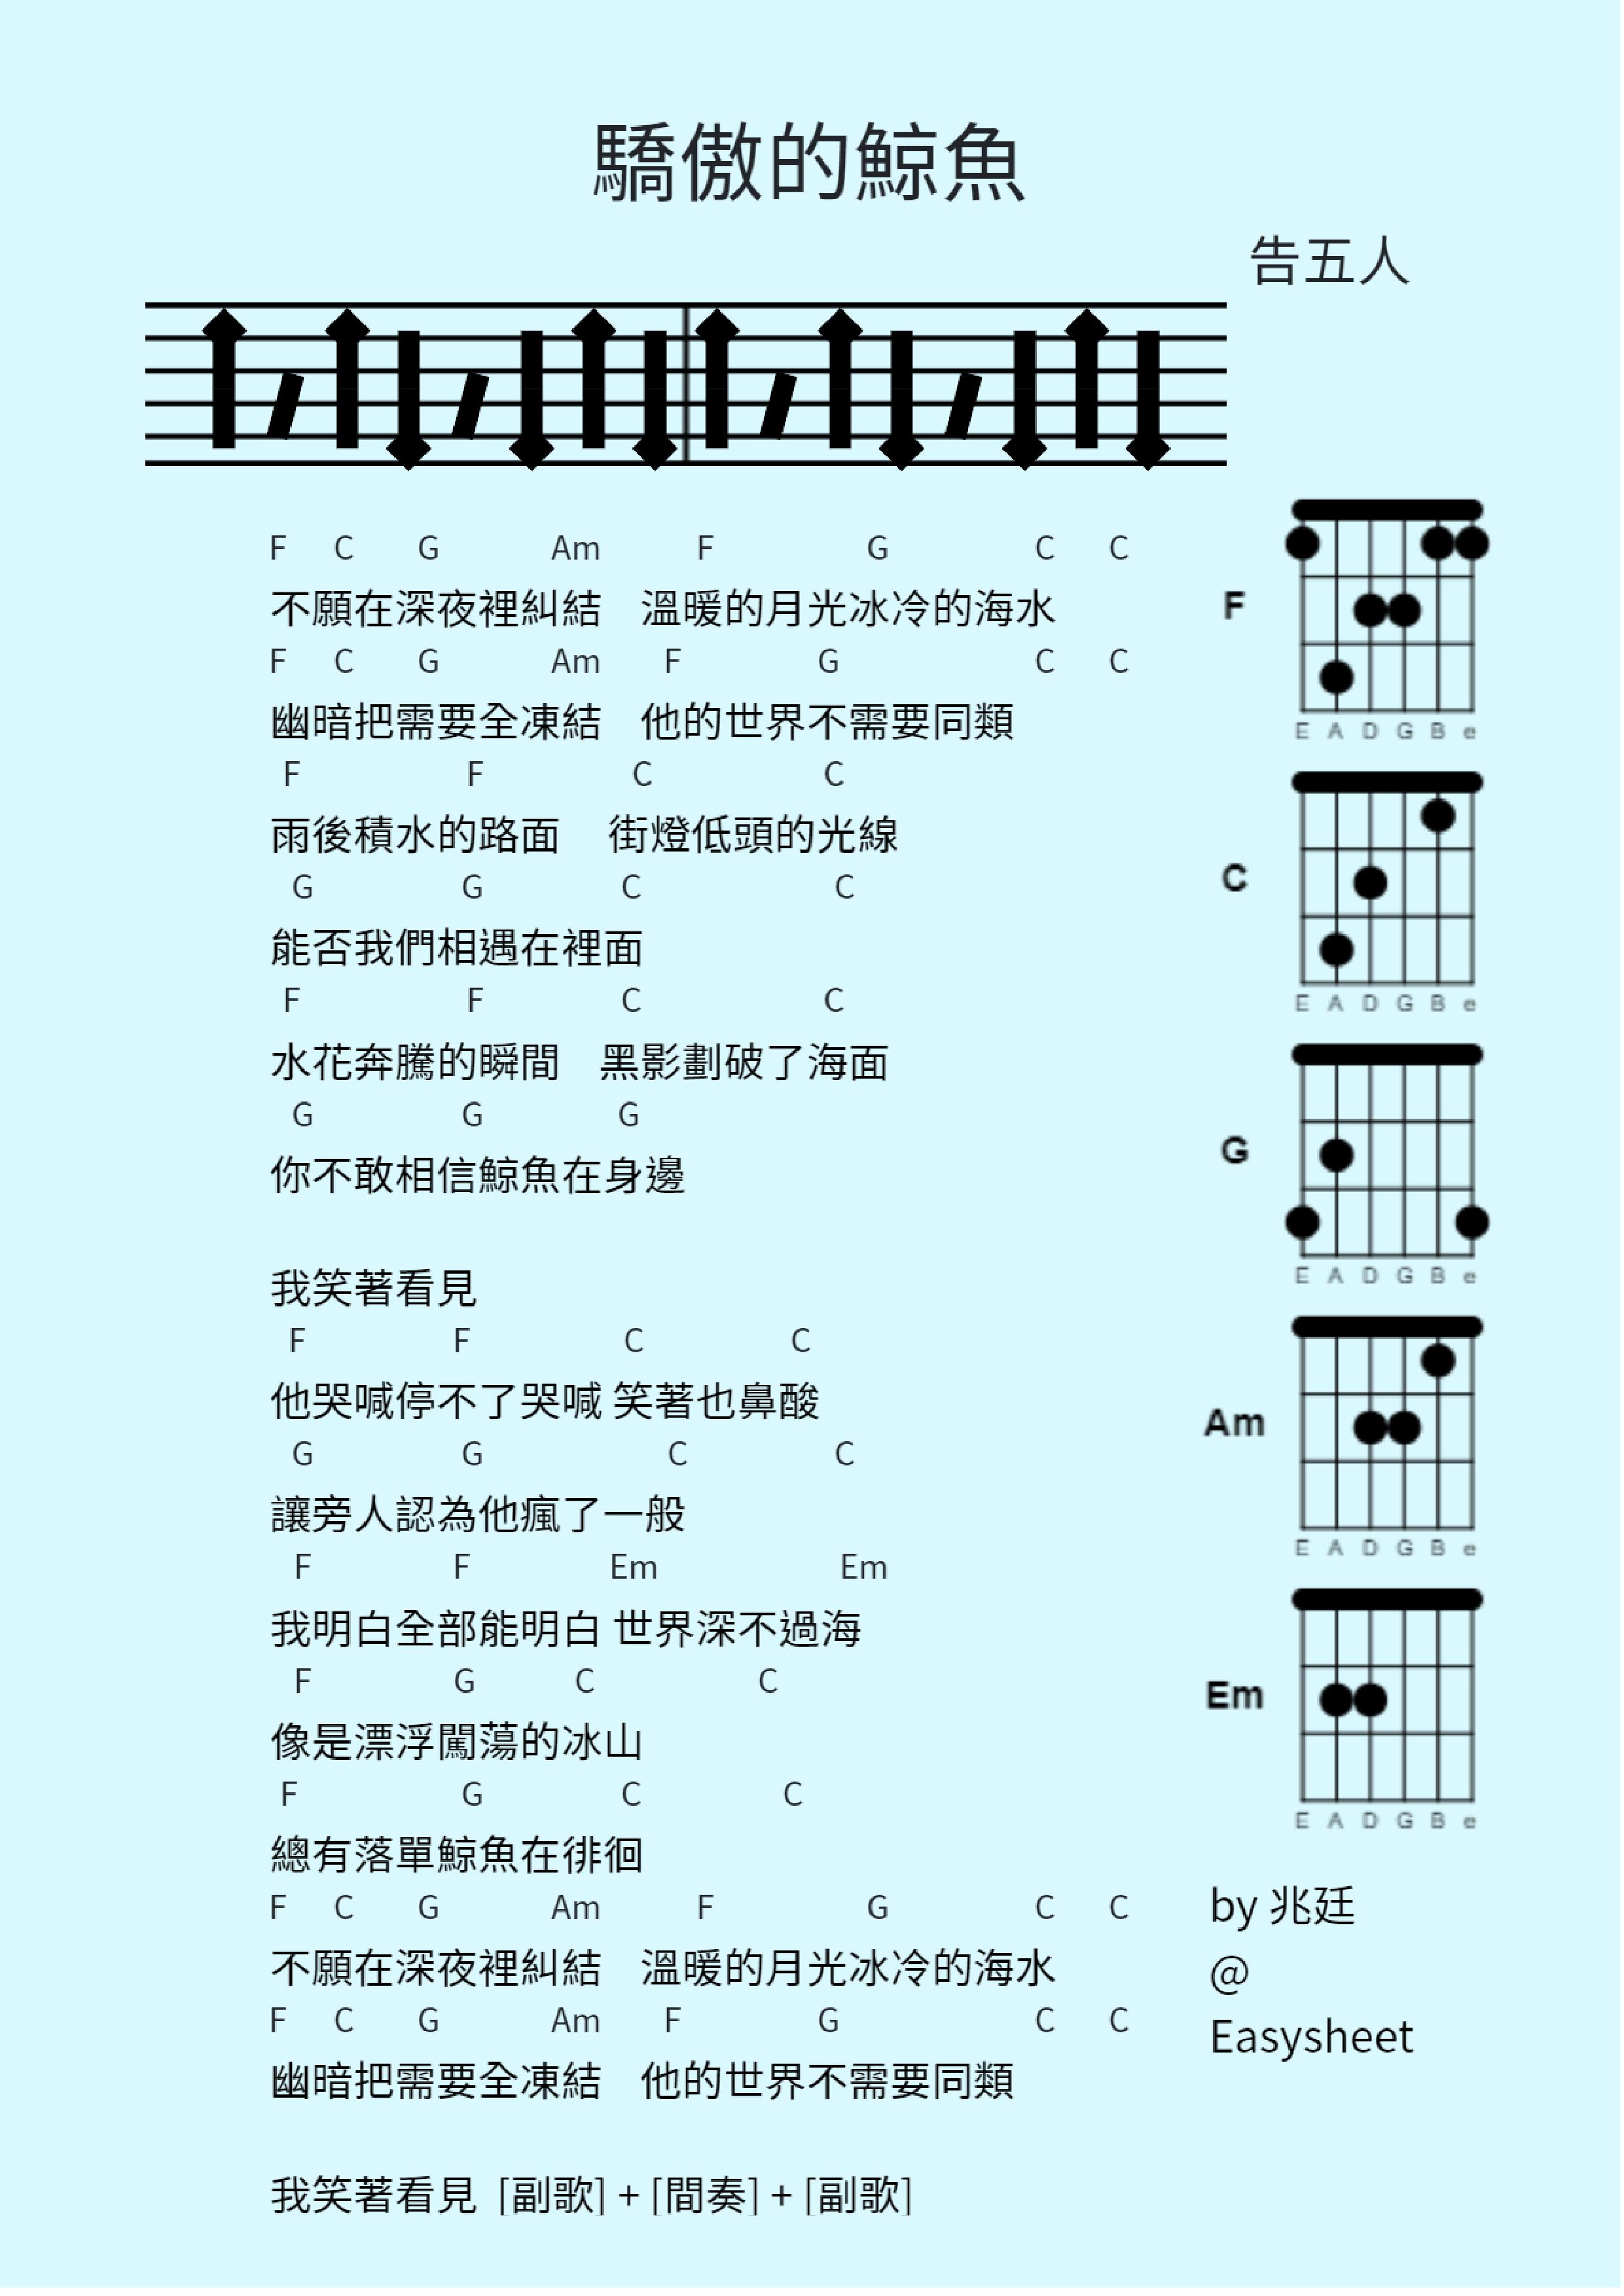 驕傲的鯨魚
告五人
F C G Am F G C C
不願在深夜裡糾結 溫暖的月光冰冷的海水
F C G Am F G C C
幽暗把需要全凍結 他的世界不需要同類
F F C C
雨後積水的路面 街燈低頭的光線
G G C C
能否我們相遇在裡面
F F C C
水花奔騰的瞬間 黑影劃破了海面
G G G
你不敢相信鯨魚在身邊
我笑著看見
F F C C
他哭喊停不了哭喊 笑著也鼻酸
G G C C
讓旁人認為他瘋了一般
F F Em Em
我明白全部能明白 世界深不過海
F G C C
像是漂浮闖蕩的冰山
F G C C
總有落單鯨魚在徘徊
F C G Am F G C C
不願在深夜裡糾結 溫暖的月光冰冷的海水
F C G Am F G C C
幽暗把需要全凍結 他的世界不需要同類
我笑著看見 [副歌] + [間奏] + [副歌]
F
E A D G B e
C
E A D G B e
G
E A D G B e
Am
E A D G B e
Em
E A D G B e
by 兆廷
@
Easysheet